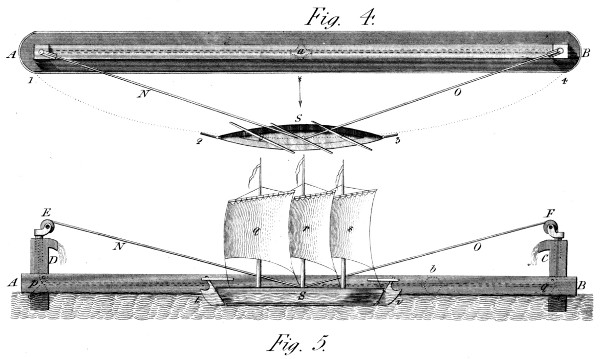 Fig. 4.
A a B
1 4
N O
S
2 3
E F
N O
q r s
D C
A p b q B
S
Fig. 5.